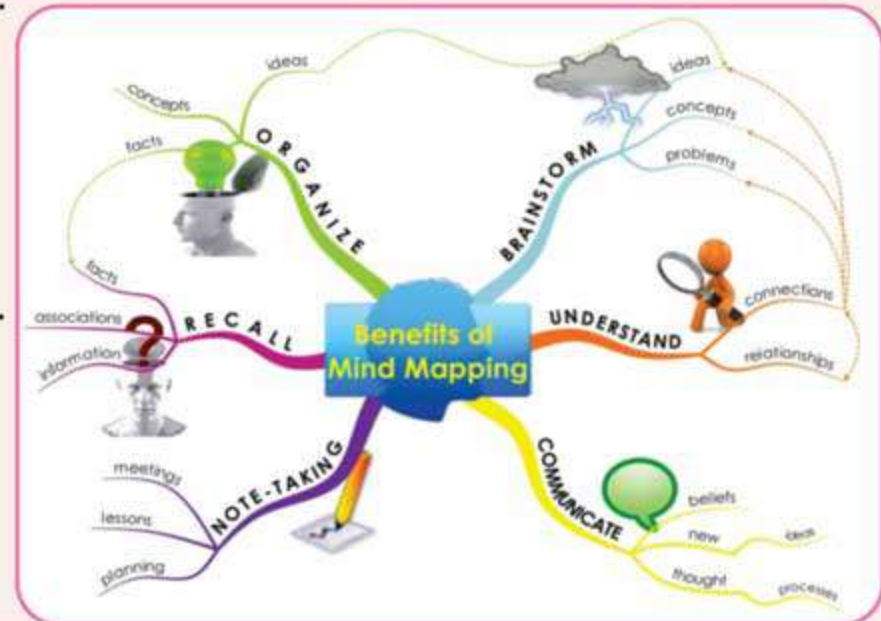 Benefits of
Mind Mapping
ORGANIZE
ideas
concepts
facts
BRAINSTORM
ideas
concepts
problems
UNDERSTAND
connections
relationships
COMMUNICATE
beliefs
new
ideas
thought
processes
NOTE-TAKING
meetings
lessons
planning
RECALL
facts
associations
information